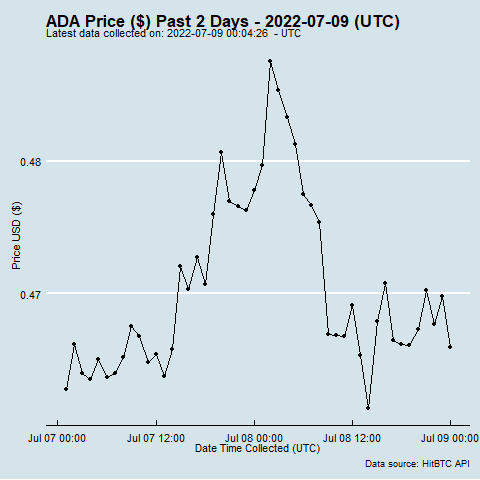 ADA Price ($) Past 2 Days - 2022-07-09 (UTC)
Latest data collected on: 2022-07-09 00:04:26  - UTC
0.48
Price USD ($)
0.47
Jul 07 00:00 Jul 07 12:00 Jul 08 00:00 Jul 08 12:00 Jul 09 00:00
Date Time Collected (UTC)
Data source: HitBTC API